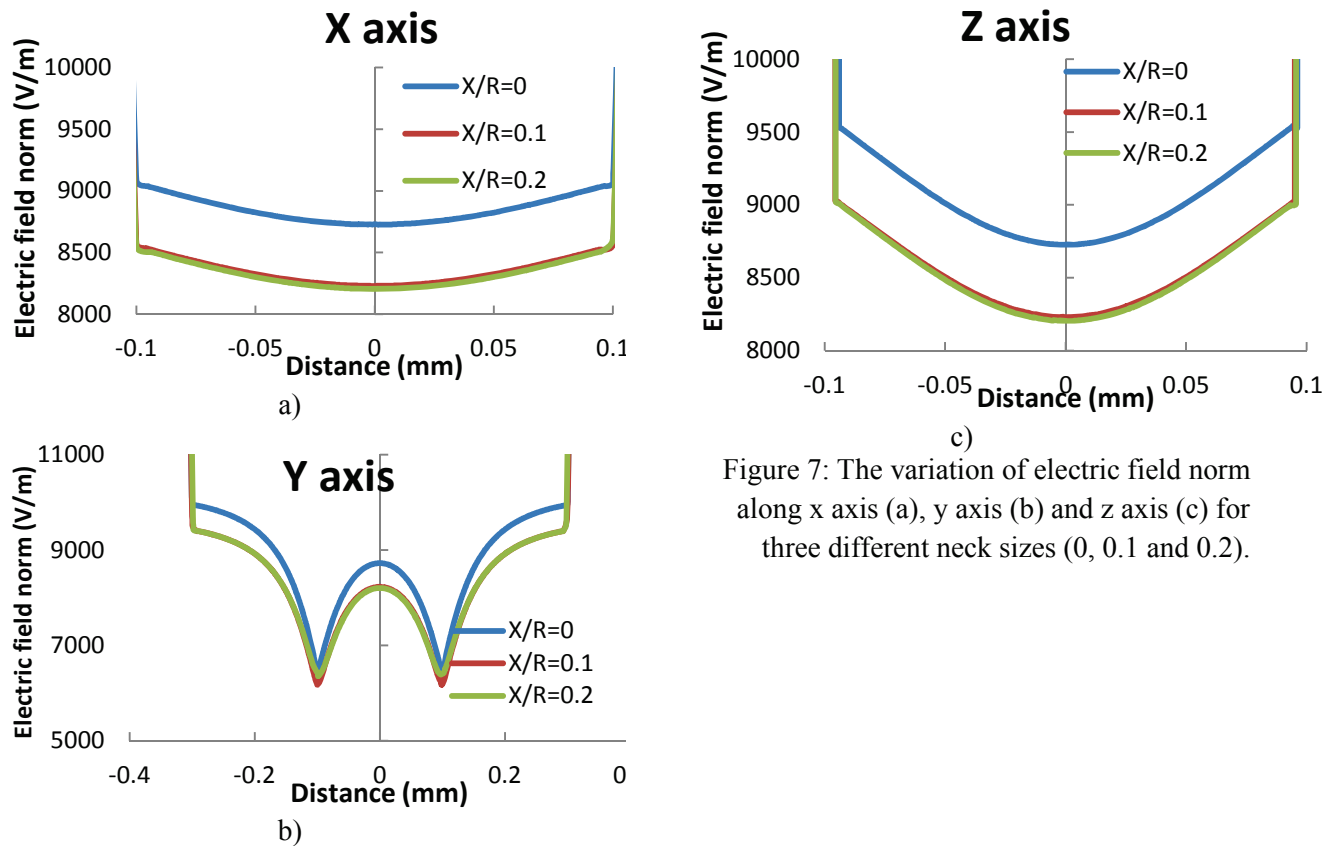 X axis
Electric field norm (V/m)
10000
9500
9000
8500
8000
X/R=0
X/R=0.1
X/R=0.2
-0.1
-0.05
0
0.05
0.1
Distance (mm)
a)
Y axis
Electric field norm (V/m)
11000
9000
7000
5000
X/R=0
X/R=0.1
X/R=0.2
-0.4
-0.2
0
0.2
0
Distance (mm)
b)
Z axis
Electric field norm (V/m)
10000
9500
9000
8500
8000
X/R=0
X/R=0.1
X/R=0.2
-0.1
-0.05
0
0.05
0.1
Distance (mm)
c)
Figure 7: The variation of electric field norm
along x axis (a), y axis (b) and z axis (c) for
three different neck sizes (0, 0.1 and 0.2).